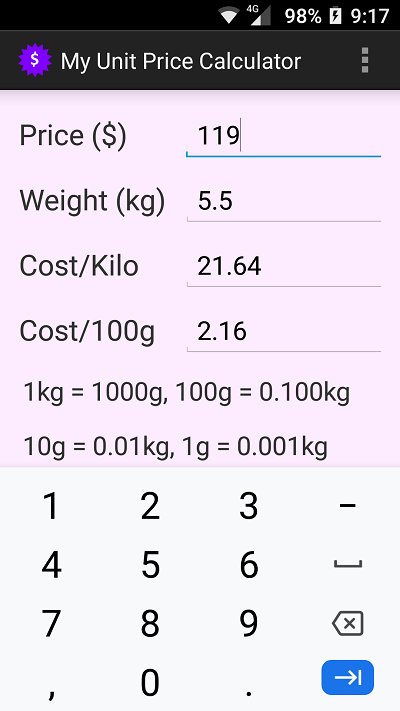 4G 98% 9:17
$ My Unit Price Calculator
Price ($) 119
Weight (kg) 5.5
Cost/Kilo 21.64
Cost/100g 2.16
1kg = 1000g, 100g = 0.100kg
10g = 0.01kg, 1g = 0.001kg
1 2 3 −
4 5 6
7 8 9
, 0 .